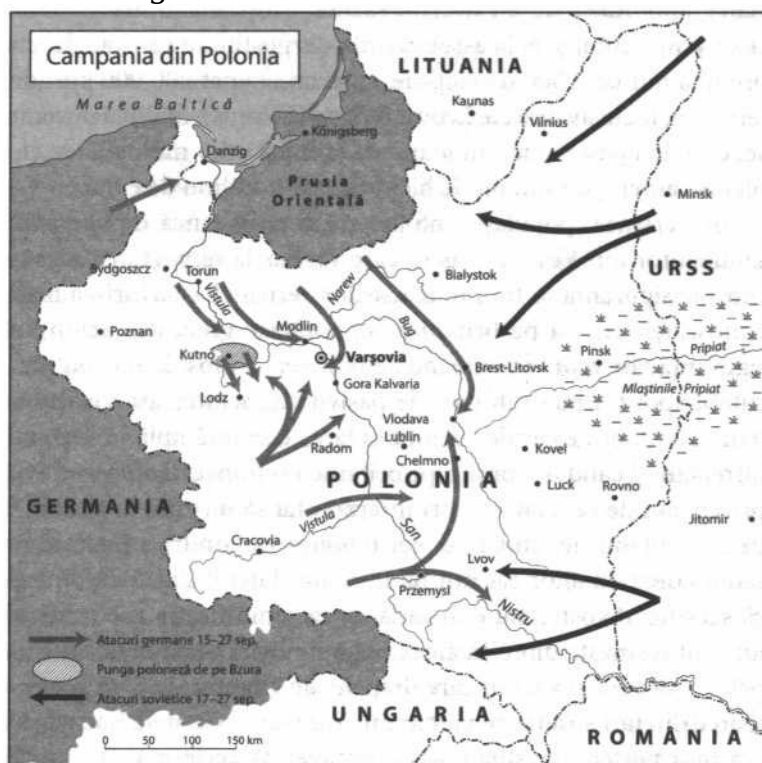 Campania din Polonia
Marea Baltică
LITUANIA
Kaunas
Vilnius
Danzig
Königsberg
Prusia
Orientală
Minsk
URSS
Bydgoszcz
Torun
Vistula
Narew
Bialystok
Bug
Modlin
Poznan
Kutno
Varșovia
Lodz
Gora Kalvaria
Brest-Litovsk
Pinsk
Pripiat
Mlaștinile Pripiat
Vlodava
Radom
Lublin
Chelmno
Kovel
Luck
Rovno
Jitomir
POLONIA
GERMANIA
Vistula
San
Cracovia
Lvov
Przemysl
Nistru
Atacuri germane 15–27 sep.
Punga poloneză de pe Bzura
Atacuri sovietice 17–27 sep.
0 50 100 150 km
UNGARIA
ROMÂNIA